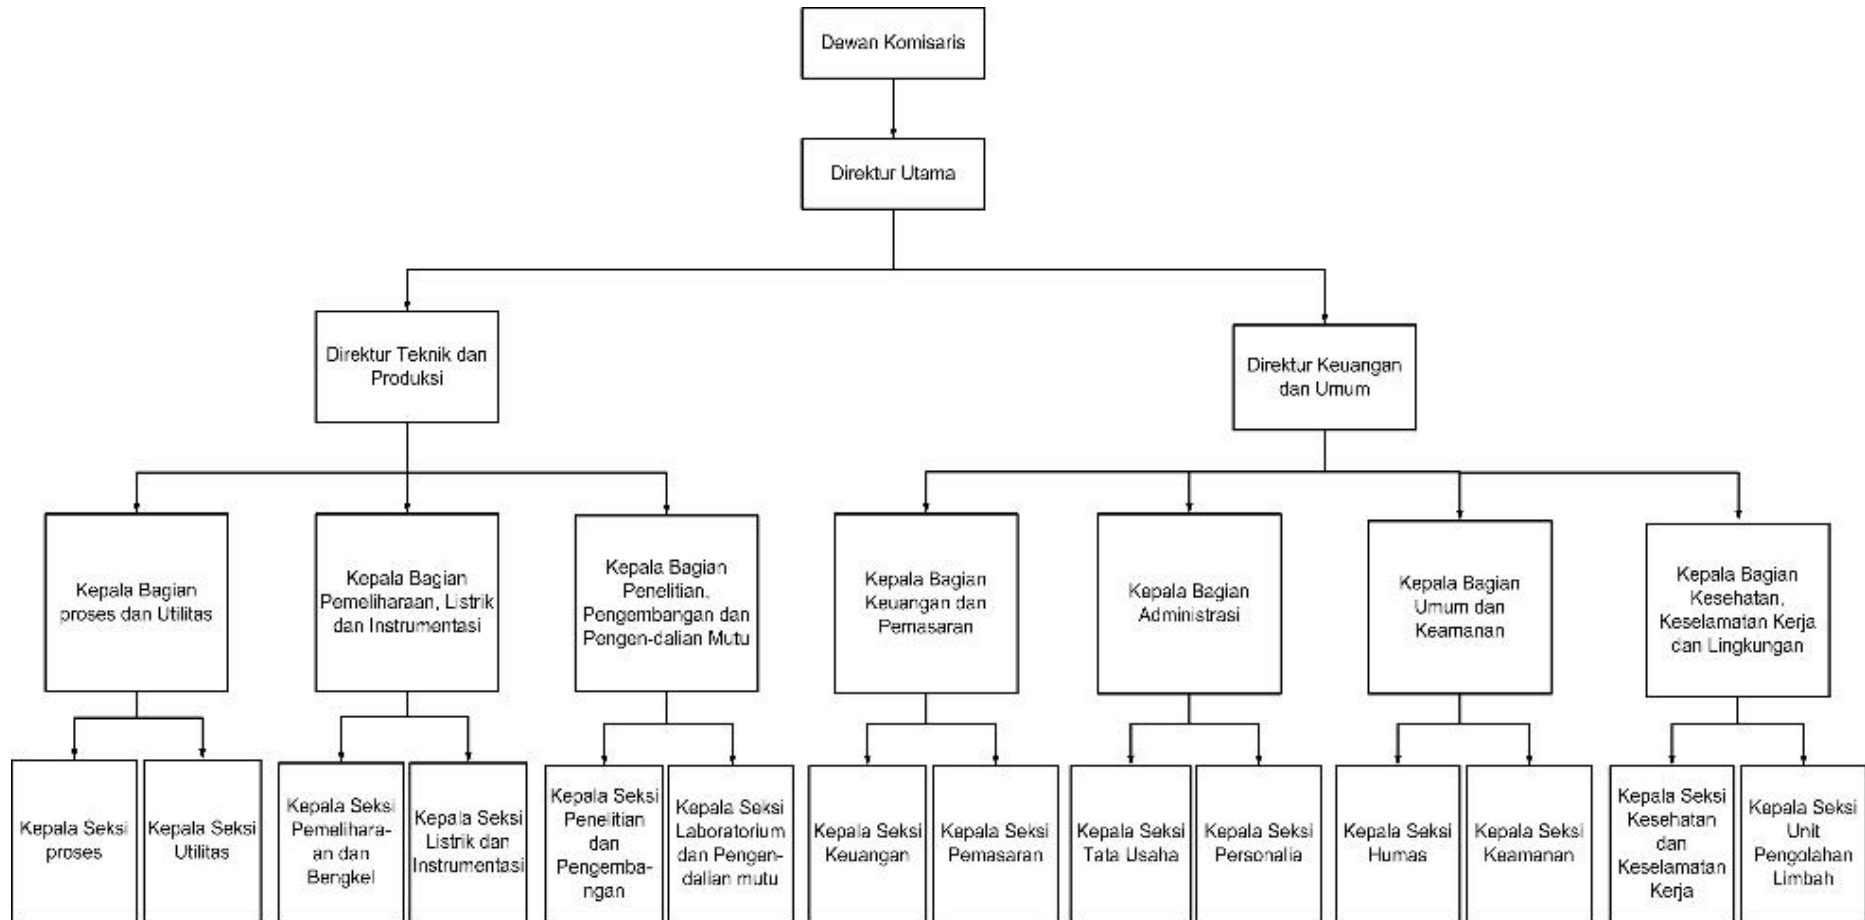 Dewan Komisaris
Direktur Utama
Direktur Teknik dan
Produksi
Direktur Keuangan
dan Umum
Kepala Bagian
proses dan Utilitas
Kepala Bagian
Pemeliharaan, Listrik
dan Instrumentasi
Kepala Bagian
Penelitian,
Pengembangan dan
Pengen-dalian Mutu
Kepala Bagian
Keuangan dan
Pemasaran
Kepala Bagian
Administrasi
Kepala Bagian
Umum dan
Keamanan
Kepala Bagian
Kesehatan,
Keselamatan Kerja
dan Lingkungan
Kepala Seksi
proses
Kepala Seksi
Utilitas
Kepala Seksi
Pemelihara-
an dan
Bengkel
Kepala Seksi
Listrik dan
Instrumentasi
Kepala Seksi
Penelitian
dan
Pengemba-
ngan
Kepala Seksi
Laboratorium
dan Pengen-
dalian mutu
Kepala Seksi
Keuangan
Kepala Seksi
Pemasaran
Kepala Seksi
Tata Usaha
Kepala Seksi
Personalia
Kepala Seksi
Humas
Kepala Seksi
Keamanan
Kepala Seksi
Kesehatan
dan
Keselamatan
Kerja
Kepala Seksi
Unit
Pengolahan
Limbah